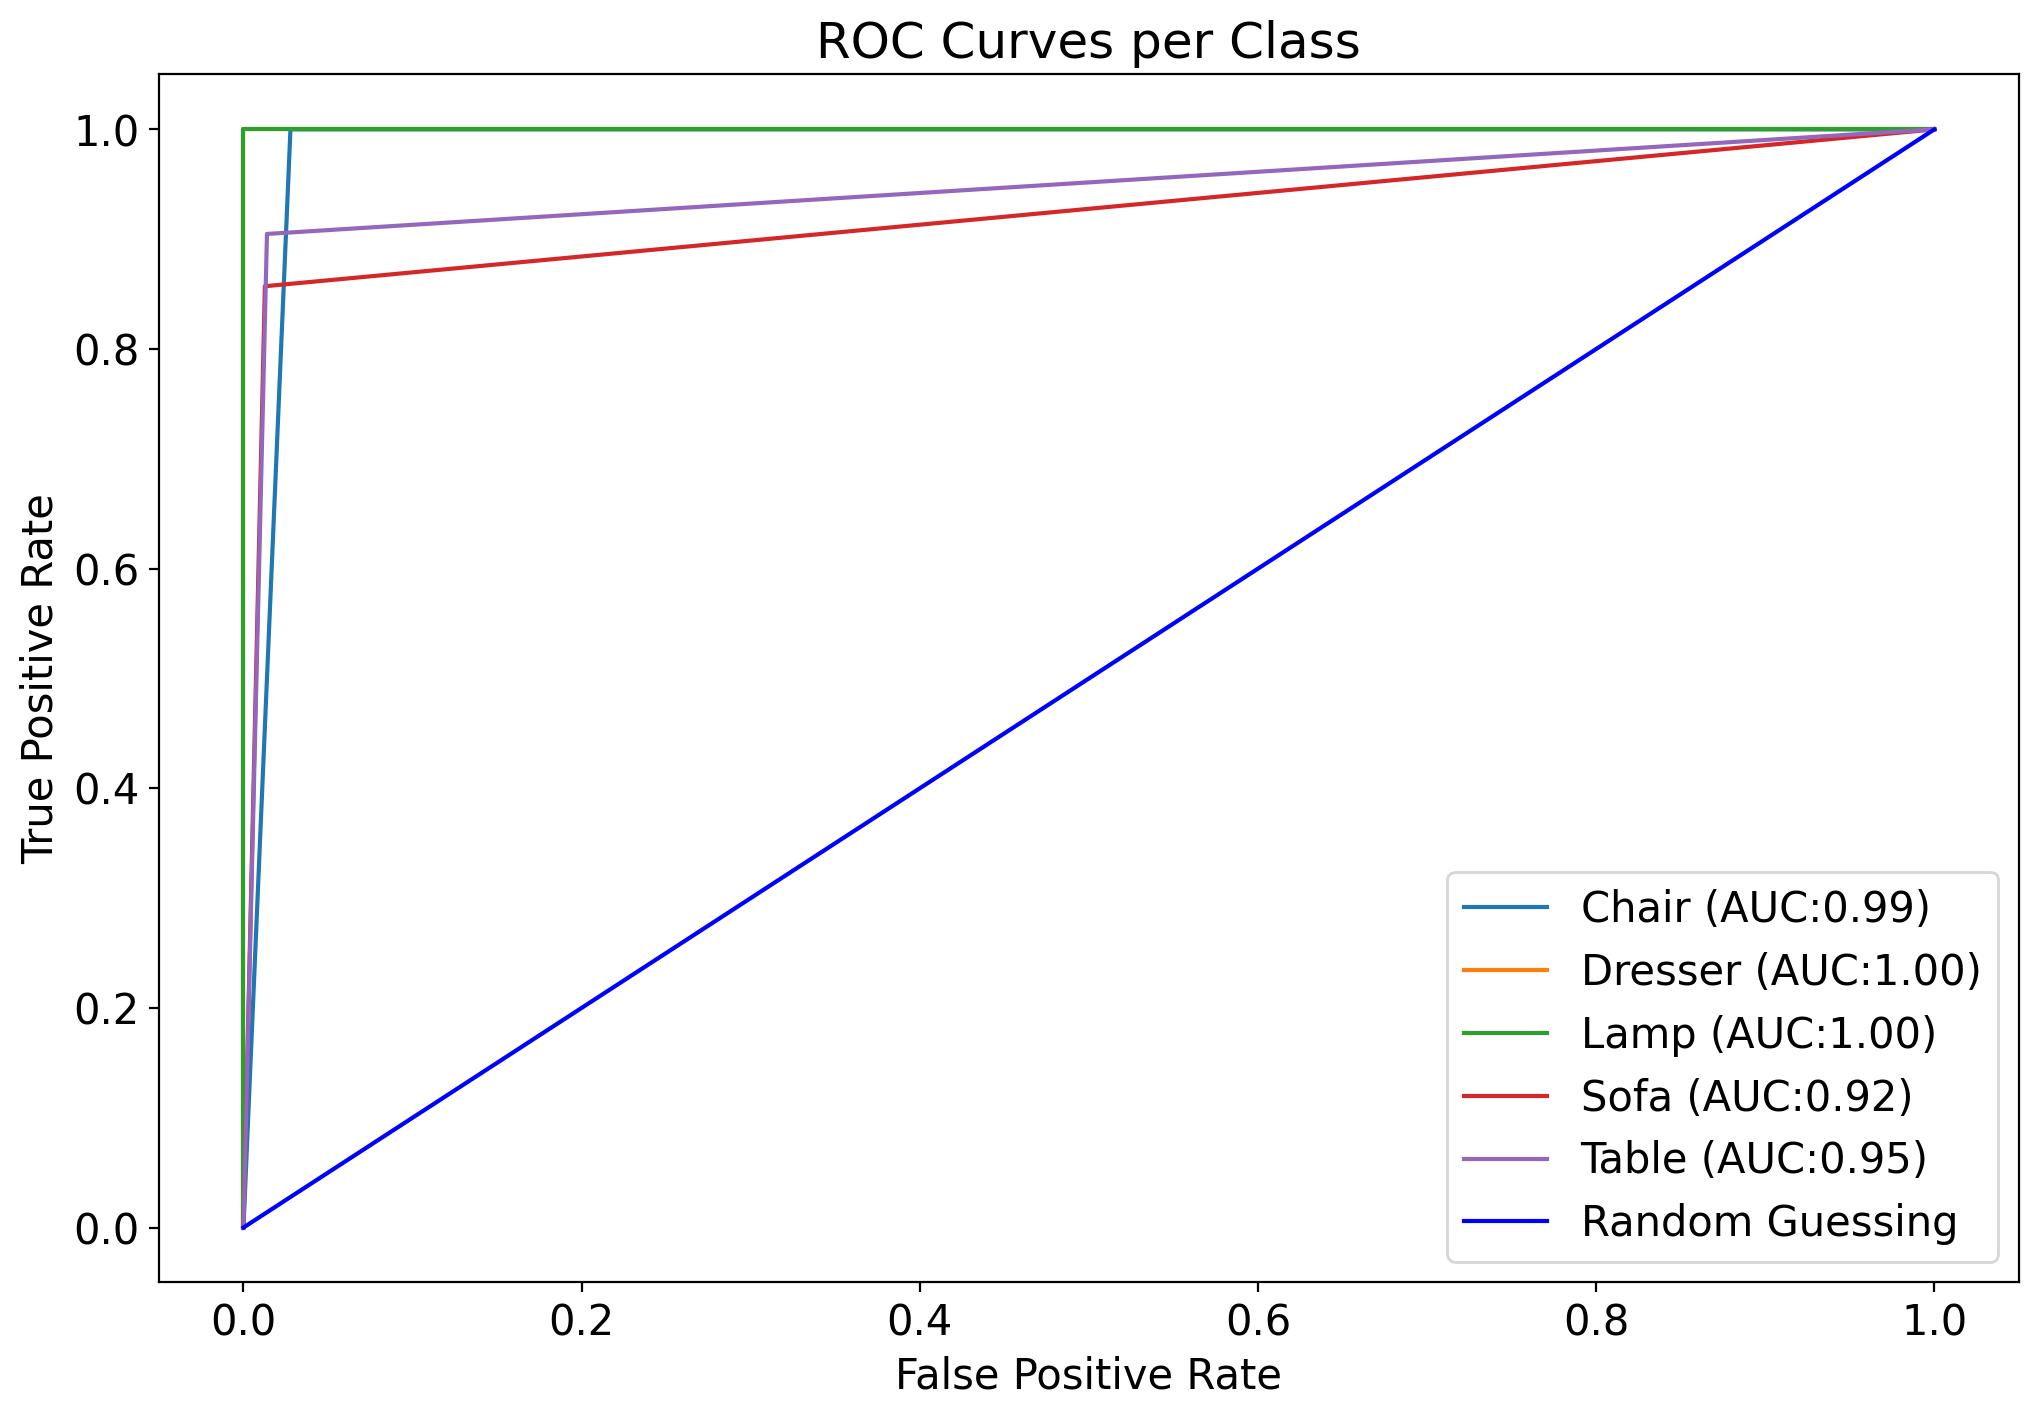 ROC Curves per Class
True Positive Rate
1.0
0.8
0.6
0.4
0.2
0.0
Chair (AUC:0.99)
Dresser (AUC:1.00)
Lamp (AUC:1.00)
Sofa (AUC:0.92)
Table (AUC:0.95)
Random Guessing
0.0 0.2 0.4 0.6 0.8 1.0
False Positive Rate